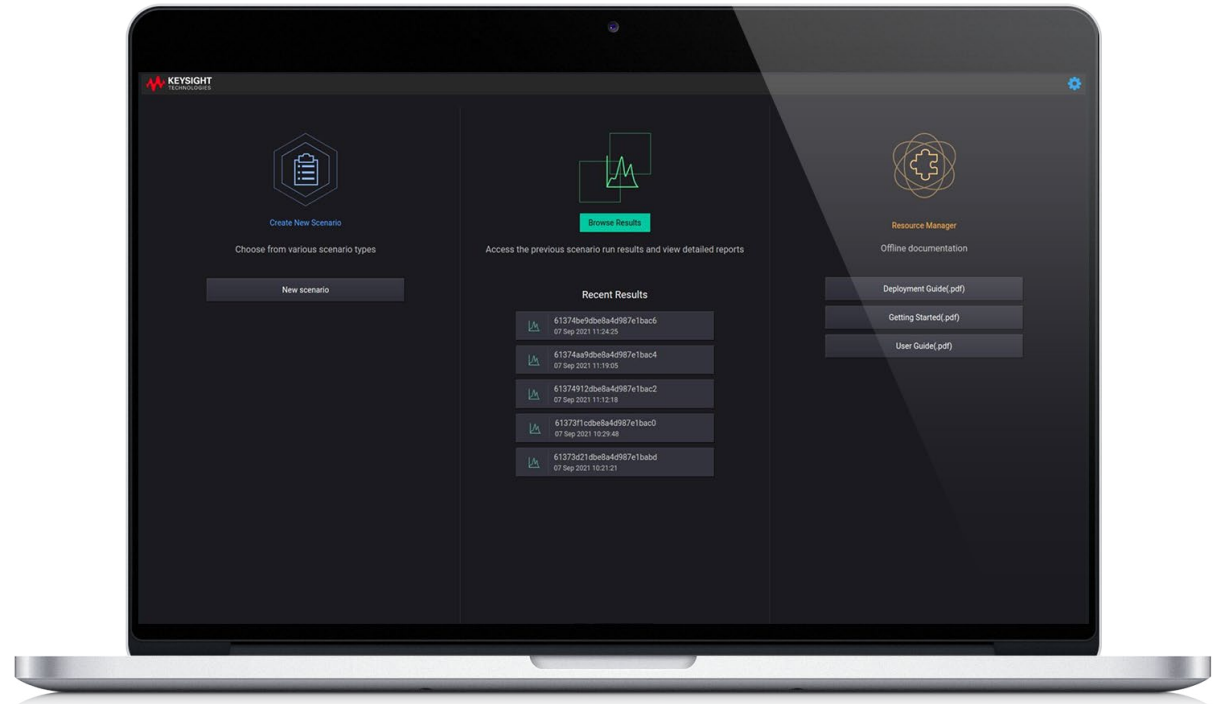 KEYSIGHT
TECHNOLOGIES
Create New Scenario
Choose from various scenario types
New scenario
Browse Results
Access the previous scenario run results and view detailed reports
Recent Results
61374be9dbe8a4d987e1bac6
07 Sep 2021 11:24:25
61374aa9dbe8a4d987e1bac4
07 Sep 2021 11:19:05
61374912dbe8a4d987e1bac2
07 Sep 2021 11:12:18
61373f1cdbe8a4d987e1bac0
07 Sep 2021 10:29:48
61373d21dbe8a4d987e1babd
07 Sep 2021 10:21:21
Resource Manager
Offline documentation
Deployment Guide(.pdf)
Getting Started(.pdf)
User Guide(.pdf)